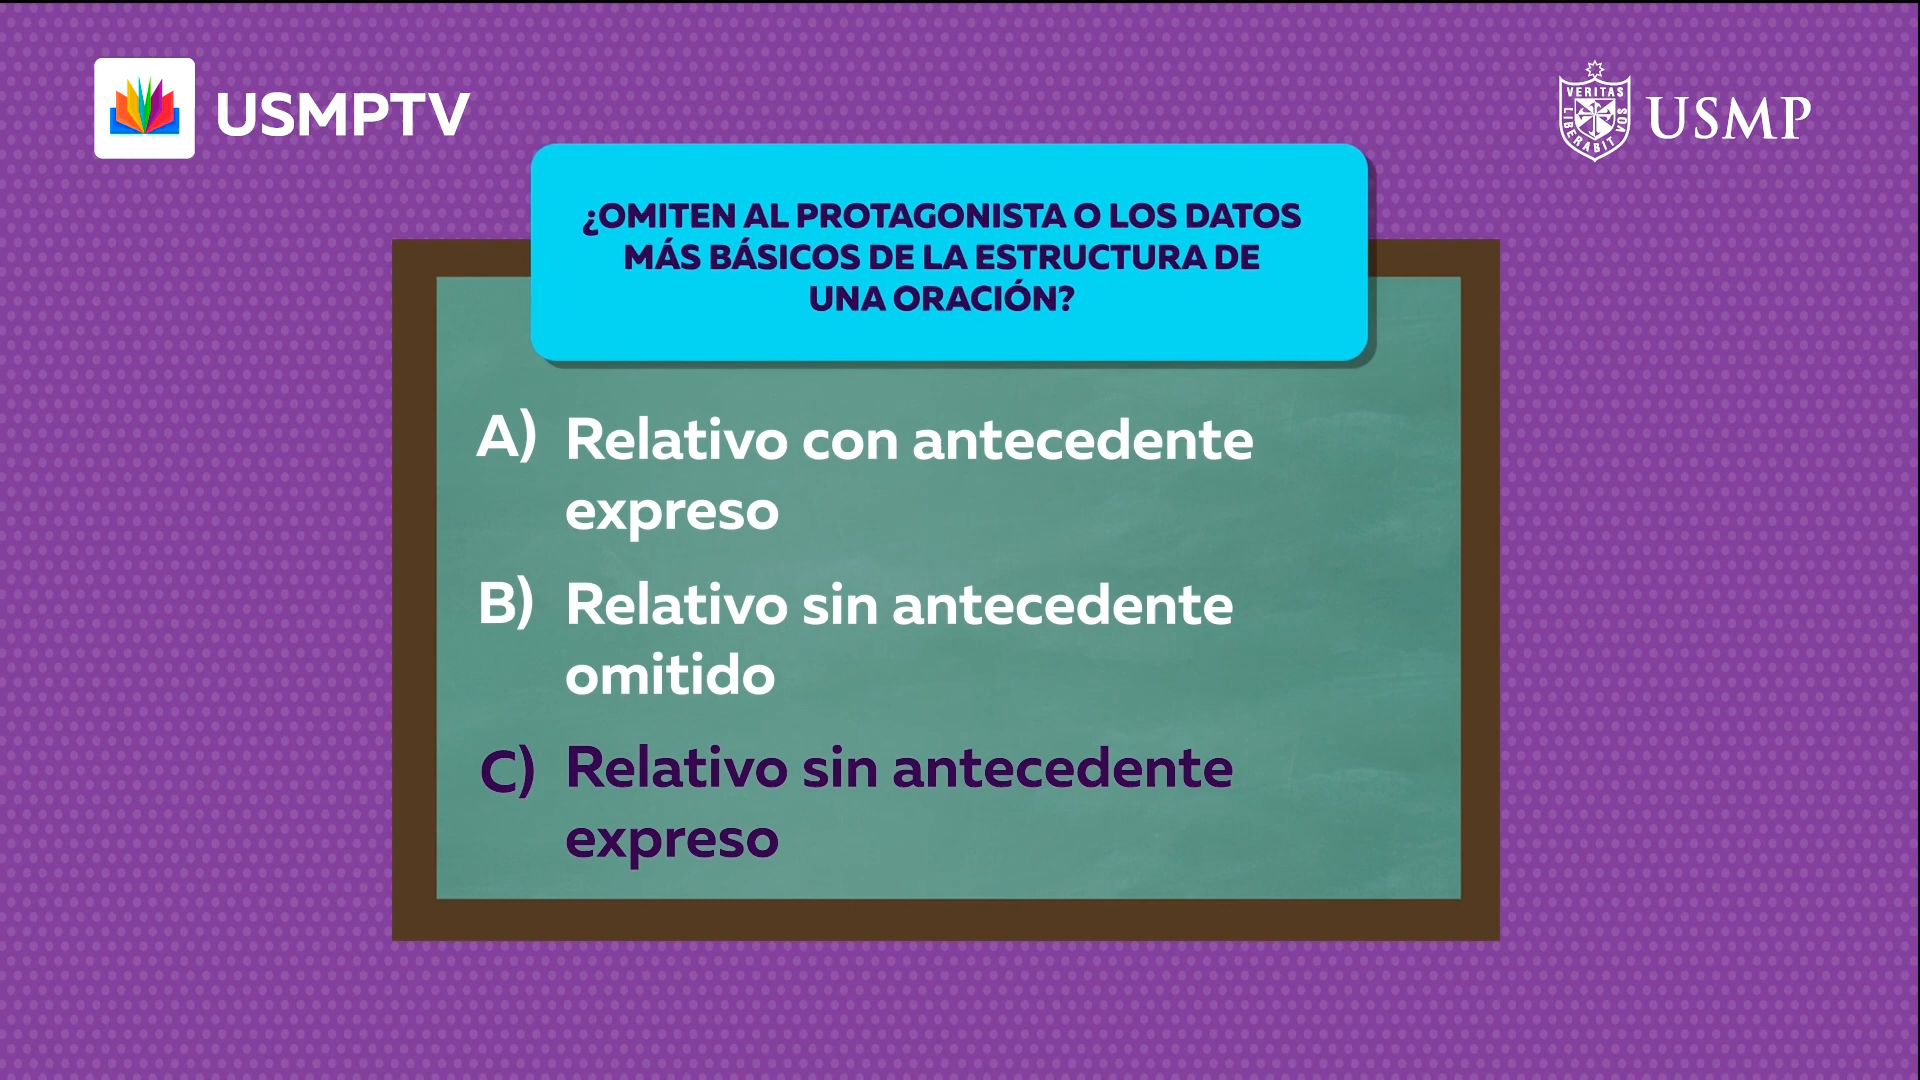 USMPTV
VERITAS
LIBERABIT VOS
USMP
¿OMITEN AL PROTAGONISTA O LOS DATOS
MÁS BÁSICOS DE LA ESTRUCTURA DE
UNA ORACIÓN?
A) Relativo con antecedente
expreso
B) Relativo sin antecedente
omitido
C) Relativo sin antecedente
expreso